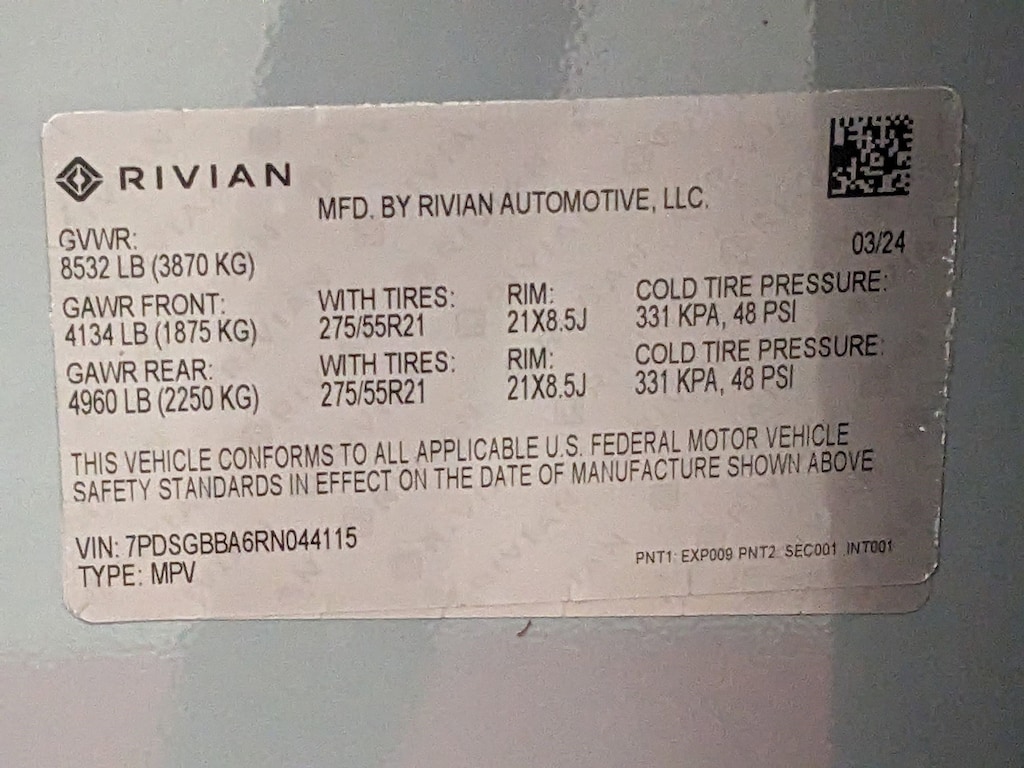 RIVIAN
MFD. BY RIVIAN AUTOMOTIVE, LLC.
03/24
GVWR:
8532 LB (3870 KG)
GAWR FRONT: WITH TIRES: RIM: COLD TIRE PRESSURE:
4134 LB (1875 KG) 275/55R21 21X8.5J 331 KPA, 48 PSI
GAWR REAR: WITH TIRES: RIM: COLD TIRE PRESSURE:
4960 LB (2250 KG) 275/55R21 21X8.5J 331 KPA, 48 PSI
THIS VEHICLE CONFORMS TO ALL APPLICABLE U.S. FEDERAL MOTOR VEHICLE
SAFETY STANDARDS IN EFFECT ON THE DATE OF MANUFACTURE SHOWN ABOVE
VIN: 7PDSGBBA6RN044115
TYPE: MPV
PNT1: EXP009 PNT2: SEC001 INT001